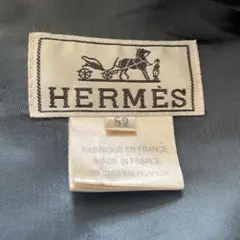 HERMÈS
52
FABRIQUÉ EN FRANCE
MADE IN FRANCE